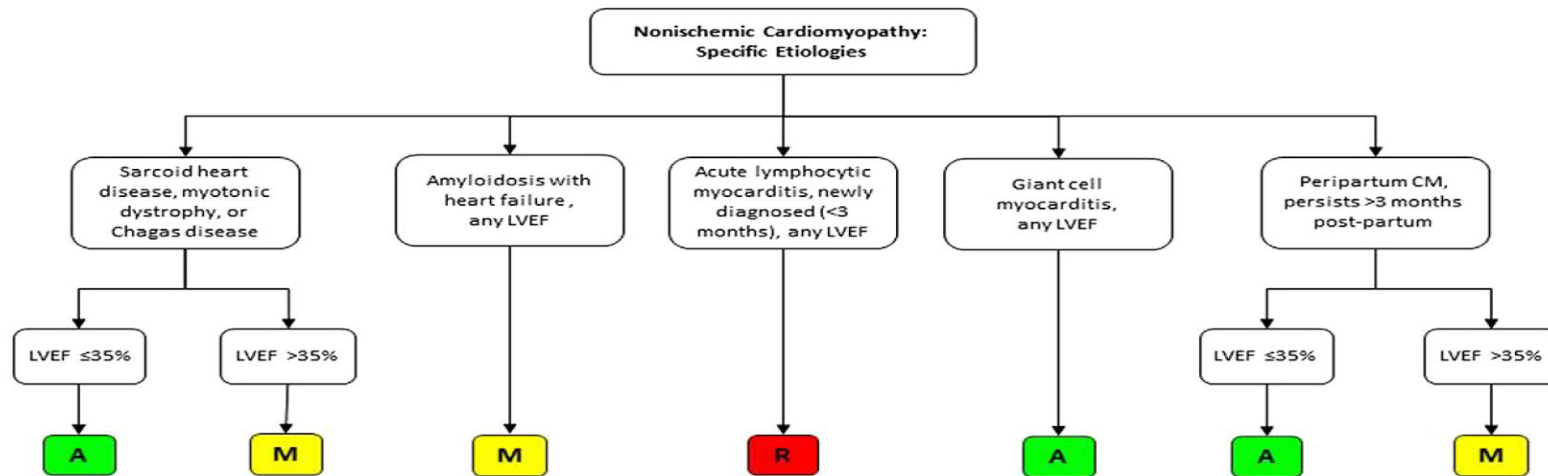 Nonischemic Cardiomyopathy:
Specific Etiologies
Sarcoid heart
disease, myotonic
dystrophy, or
Chagas disease
Amyloidosis with
heart failure ,
any LVEF
Acute lymphocytic
myocarditis, newly
diagnosed (<3
months), any LVEF
Giant cell
myocarditis,
any LVEF
Peripartum CM,
persists >3 months
post-partum
LVEF ≤35%
LVEF >35%
LVEF ≤35%
LVEF >35%
A
M
M
R
A
A
M